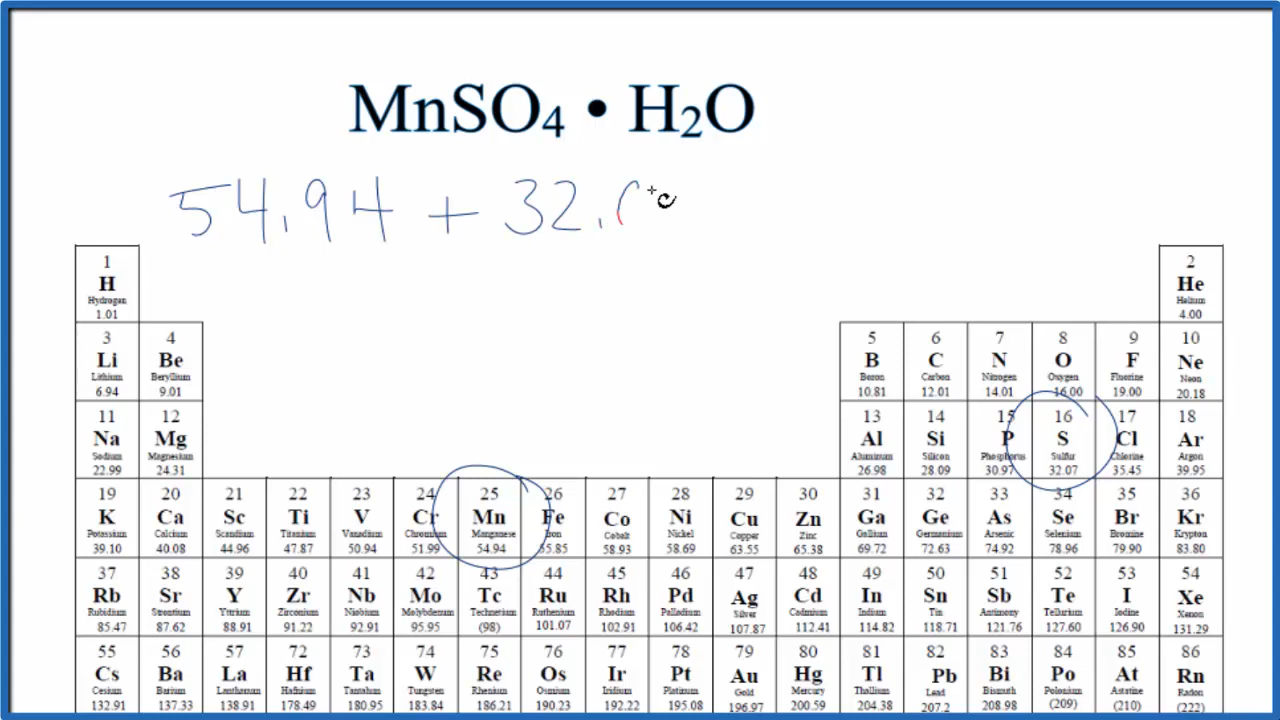 MnSO4 • H2O
54.94 + 32.0
1 2
H He
Hydrogen Helium
1.01 4.00
3 4 5 6 7 8 9 10
Li Be B C N O F Ne
Lithium Beryllium Boron Carbon Nitrogen Oxygen Fluorine Neon
6.94 9.01 10.81 12.01 14.01 16.00 19.00 20.18
11 12 13 14 15 16 17 18
Na Mg Al Si P S Cl Ar
Sodium Magnesium Aluminum Silicon Phosphorus Sulfur Chlorine Argon
22.99 24.31 26.98 28.09 30.97 32.07 35.45 39.95
19 20 21 22 23 24 25 26 27 28 29 30 31 32 33 34 35 36
K Ca Sc Ti V Cr Mn Fe Co Ni Cu Zn Ga Ge As Se Br Kr
Potassium Calcium Scandium Titanium Vanadium Chromium Manganese Iron Cobalt Nickel Copper Zinc Gallium Germanium Arsenic Selenium Bromine Krypton
39.10 40.08 44.96 47.87 50.94 51.99 54.94 55.85 58.93 58.69 63.55 65.38 69.72 72.63 74.92 78.96 79.90 83.80
37 38 39 40 41 42 43 44 45 46 47 48 49 50 51 52 53 54
Rb Sr Y Zr Nb Mo Tc Ru Rh Pd Ag Cd In Sn Sb Te I Xe
Rubidium Strontium Yttrium Zirconium Niobium Molybdenum Technetium Ruthenium Rhodium Palladium Silver Cadmium Indium Tin Antimony Tellurium Iodine Xenon
85.47 87.62 88.91 91.22 92.91 95.95 (98) 101.07 102.91 106.42 107.87 112.41 114.82 118.71 121.76 127.60 126.90 131.29
55 56 57 72 73 74 75 76 77 78 79 80 81 82 83 84 85 86
Cs Ba La Hf Ta W Re Os Ir Pt Au Hg Tl Pb Bi Po At Rn
Cesium Barium Lanthanum Hafnium Tantalum Tungsten Rhenium Osmium Iridium Platinum Gold Mercury Thallium Lead Bismuth Polonium Astatine Radon
132.91 137.33 138.91 178.49 180.95 183.84 186.21 190.23 192.22 195.08 196.97 200.59 204.38 207.2 208.98 (209) (210) (222)